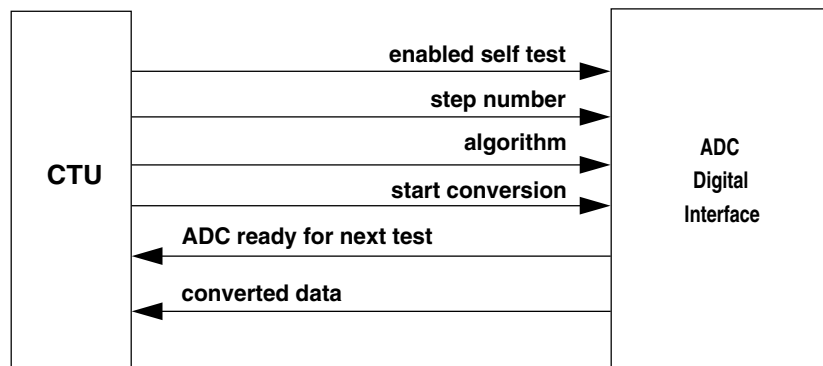 enabled self test
step number
algorithm
CTU
start conversion
ADC ready for next test
converted data
ADC
Digital
Interface